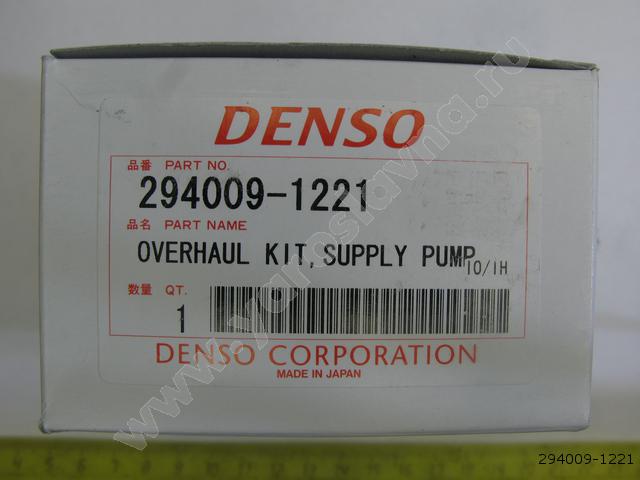 DENSO
品番 PART NO.
294009-1221
品名 PART NAME
OVERHAUL KIT, SUPPLY PUMP
10/1H
数量 QT.
1
DENSO CORPORATION
MADE IN JAPAN
www.yaroslavna.ru
294009-1221